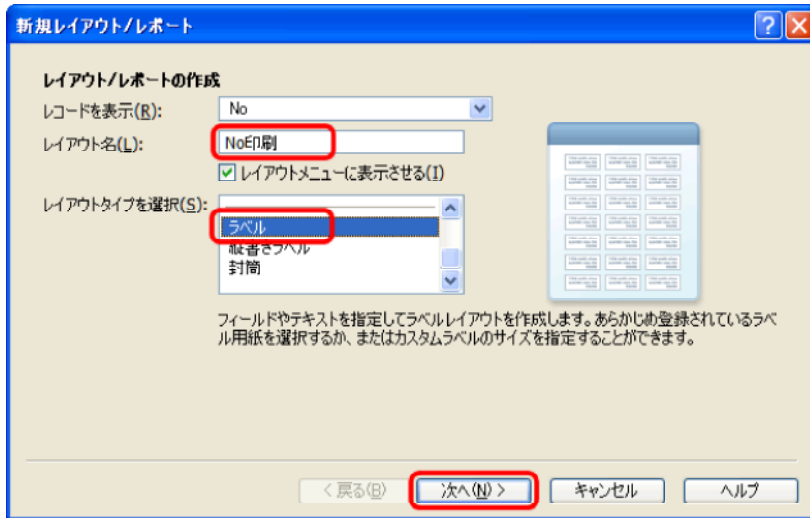 新規レイアウト/レポート
レイアウト/レポートの作成
レコードを表示(R): No
レイアウト名(L): No印刷
レイアウトメニューに表示させる(I)
レイアウトタイプを選択(S):
ラベル
縦書きラベル
封筒
フィールドやテキストを指定してラベルレイアウトを作成します。あらかじめ登録されているラベ
ル用紙を選択するか、またはカスタムラベルのサイズを指定することができます。
< 戻る(B) 次へ(N) > キャンセル ヘルプ